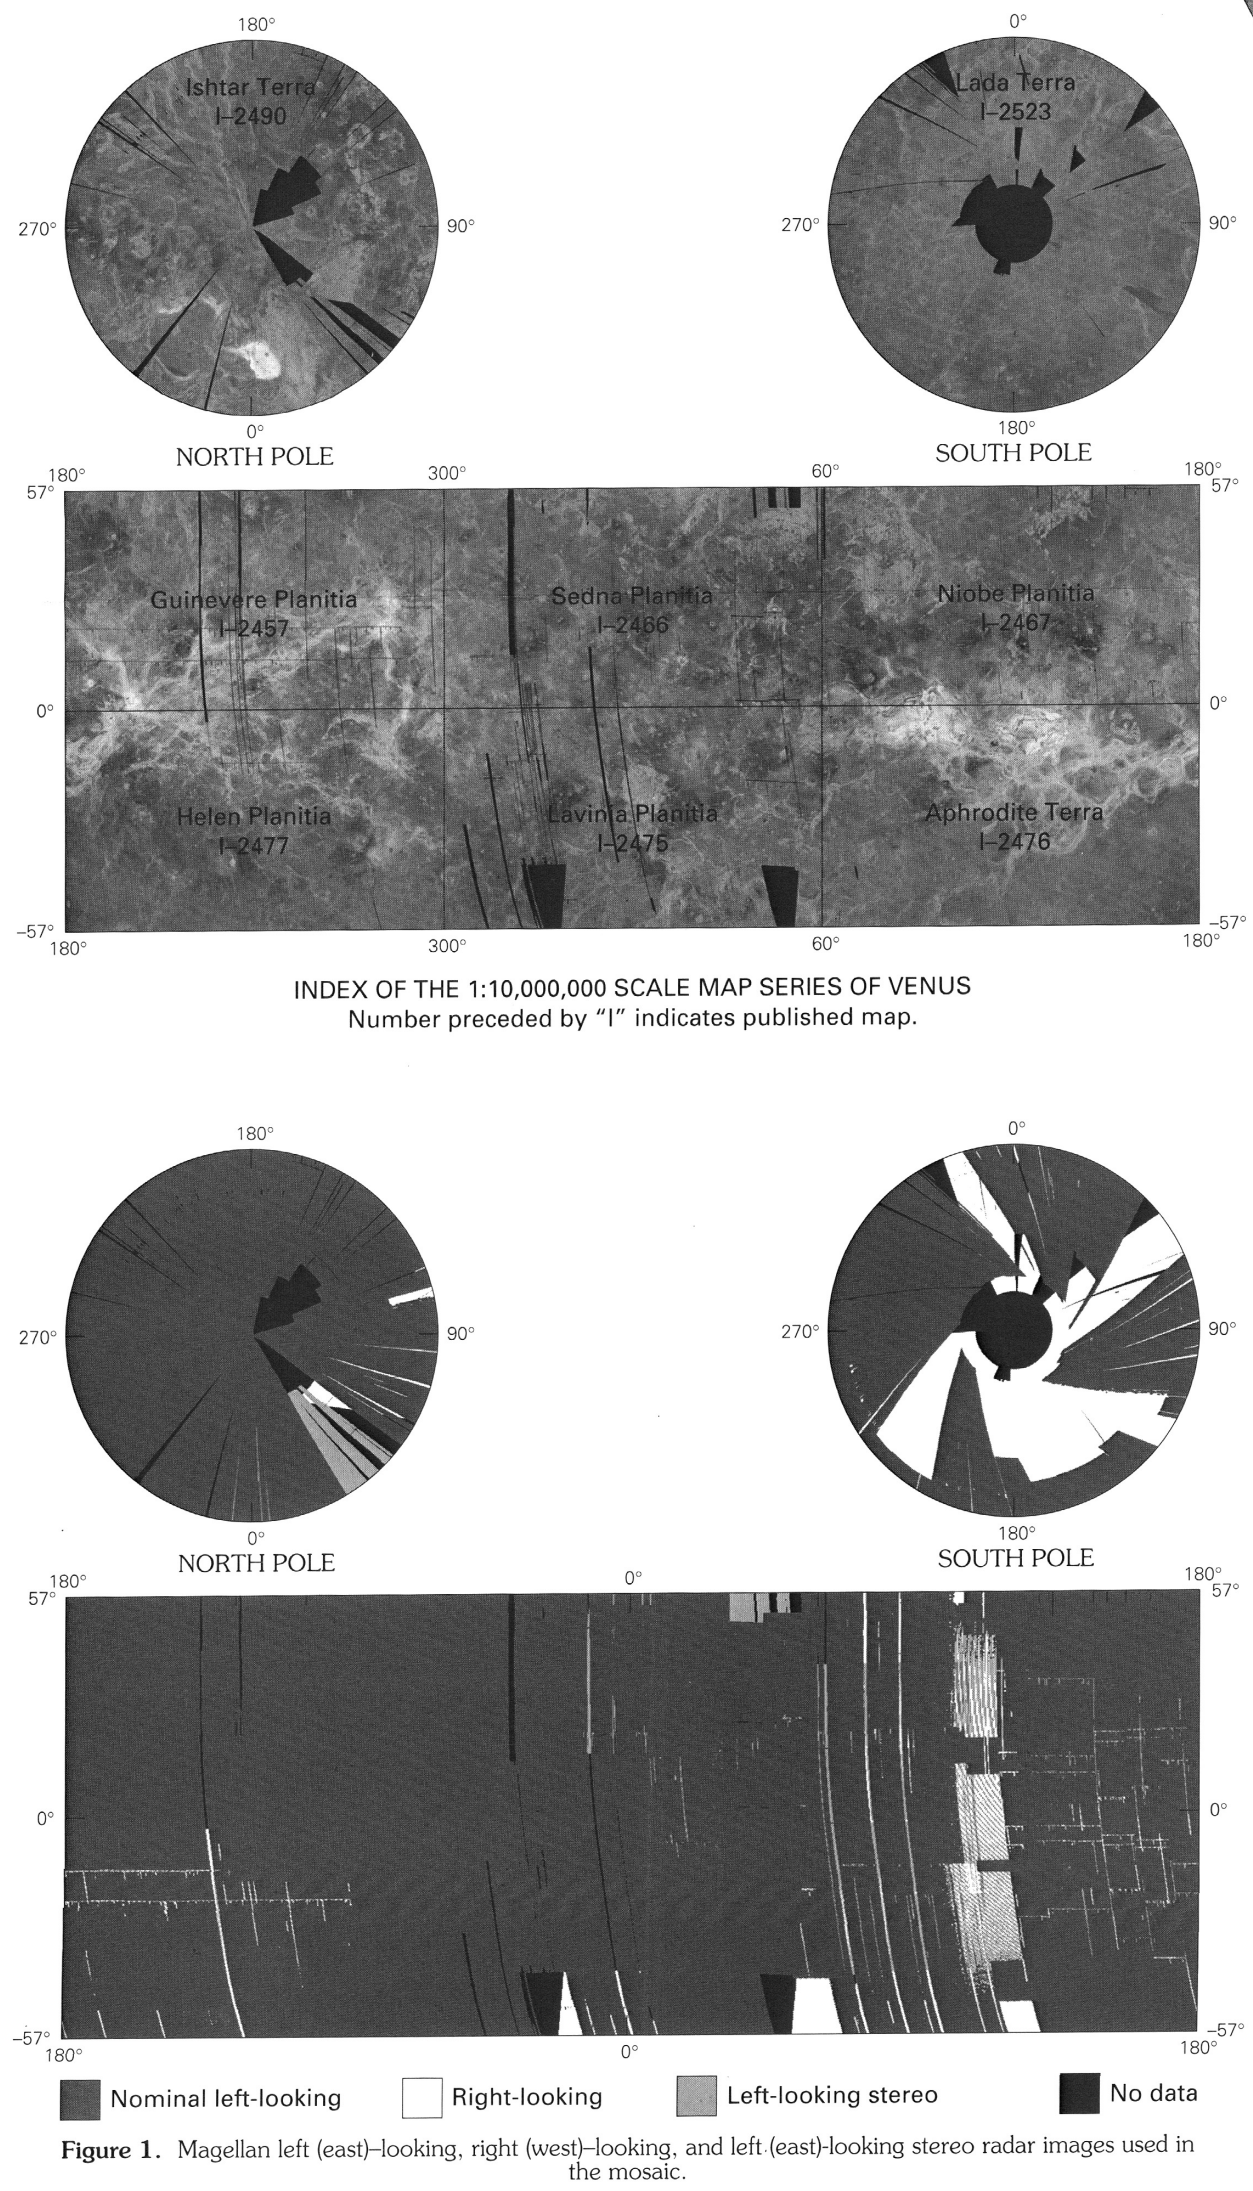 180°
0°
Ishtar Terra
I–2490
Lada Terra
I–2523
270°
90°
270°
90°
0°
180°
NORTH POLE
SOUTH POLE
180°
300°
60°
180°
57°
57°
Guinevere Planitia
I–2457
Sedna Planitia
I–2466
Niobe Planitia
I–2467
0°
0°
Helen Planitia
I–2477
Lavinia Planitia
I–2475
Aphrodite Terra
I–2476
–57°
–57°
180°
300°
60°
180°
INDEX OF THE 1:10,000,000 SCALE MAP SERIES OF VENUS
Number preceded by “I” indicates published map.
180°
0°
270°
90°
270°
90°
0°
180°
NORTH POLE
SOUTH POLE
180°
0°
180°
57°
57°
0°
0°
–57°
–57°
180°
0°
180°
Nominal left-looking
Right-looking
Left-looking stereo
No data
Figure 1. Magellan left (east)–looking, right (west)–looking, and left (east)-looking stereo radar images used in
the mosaic.